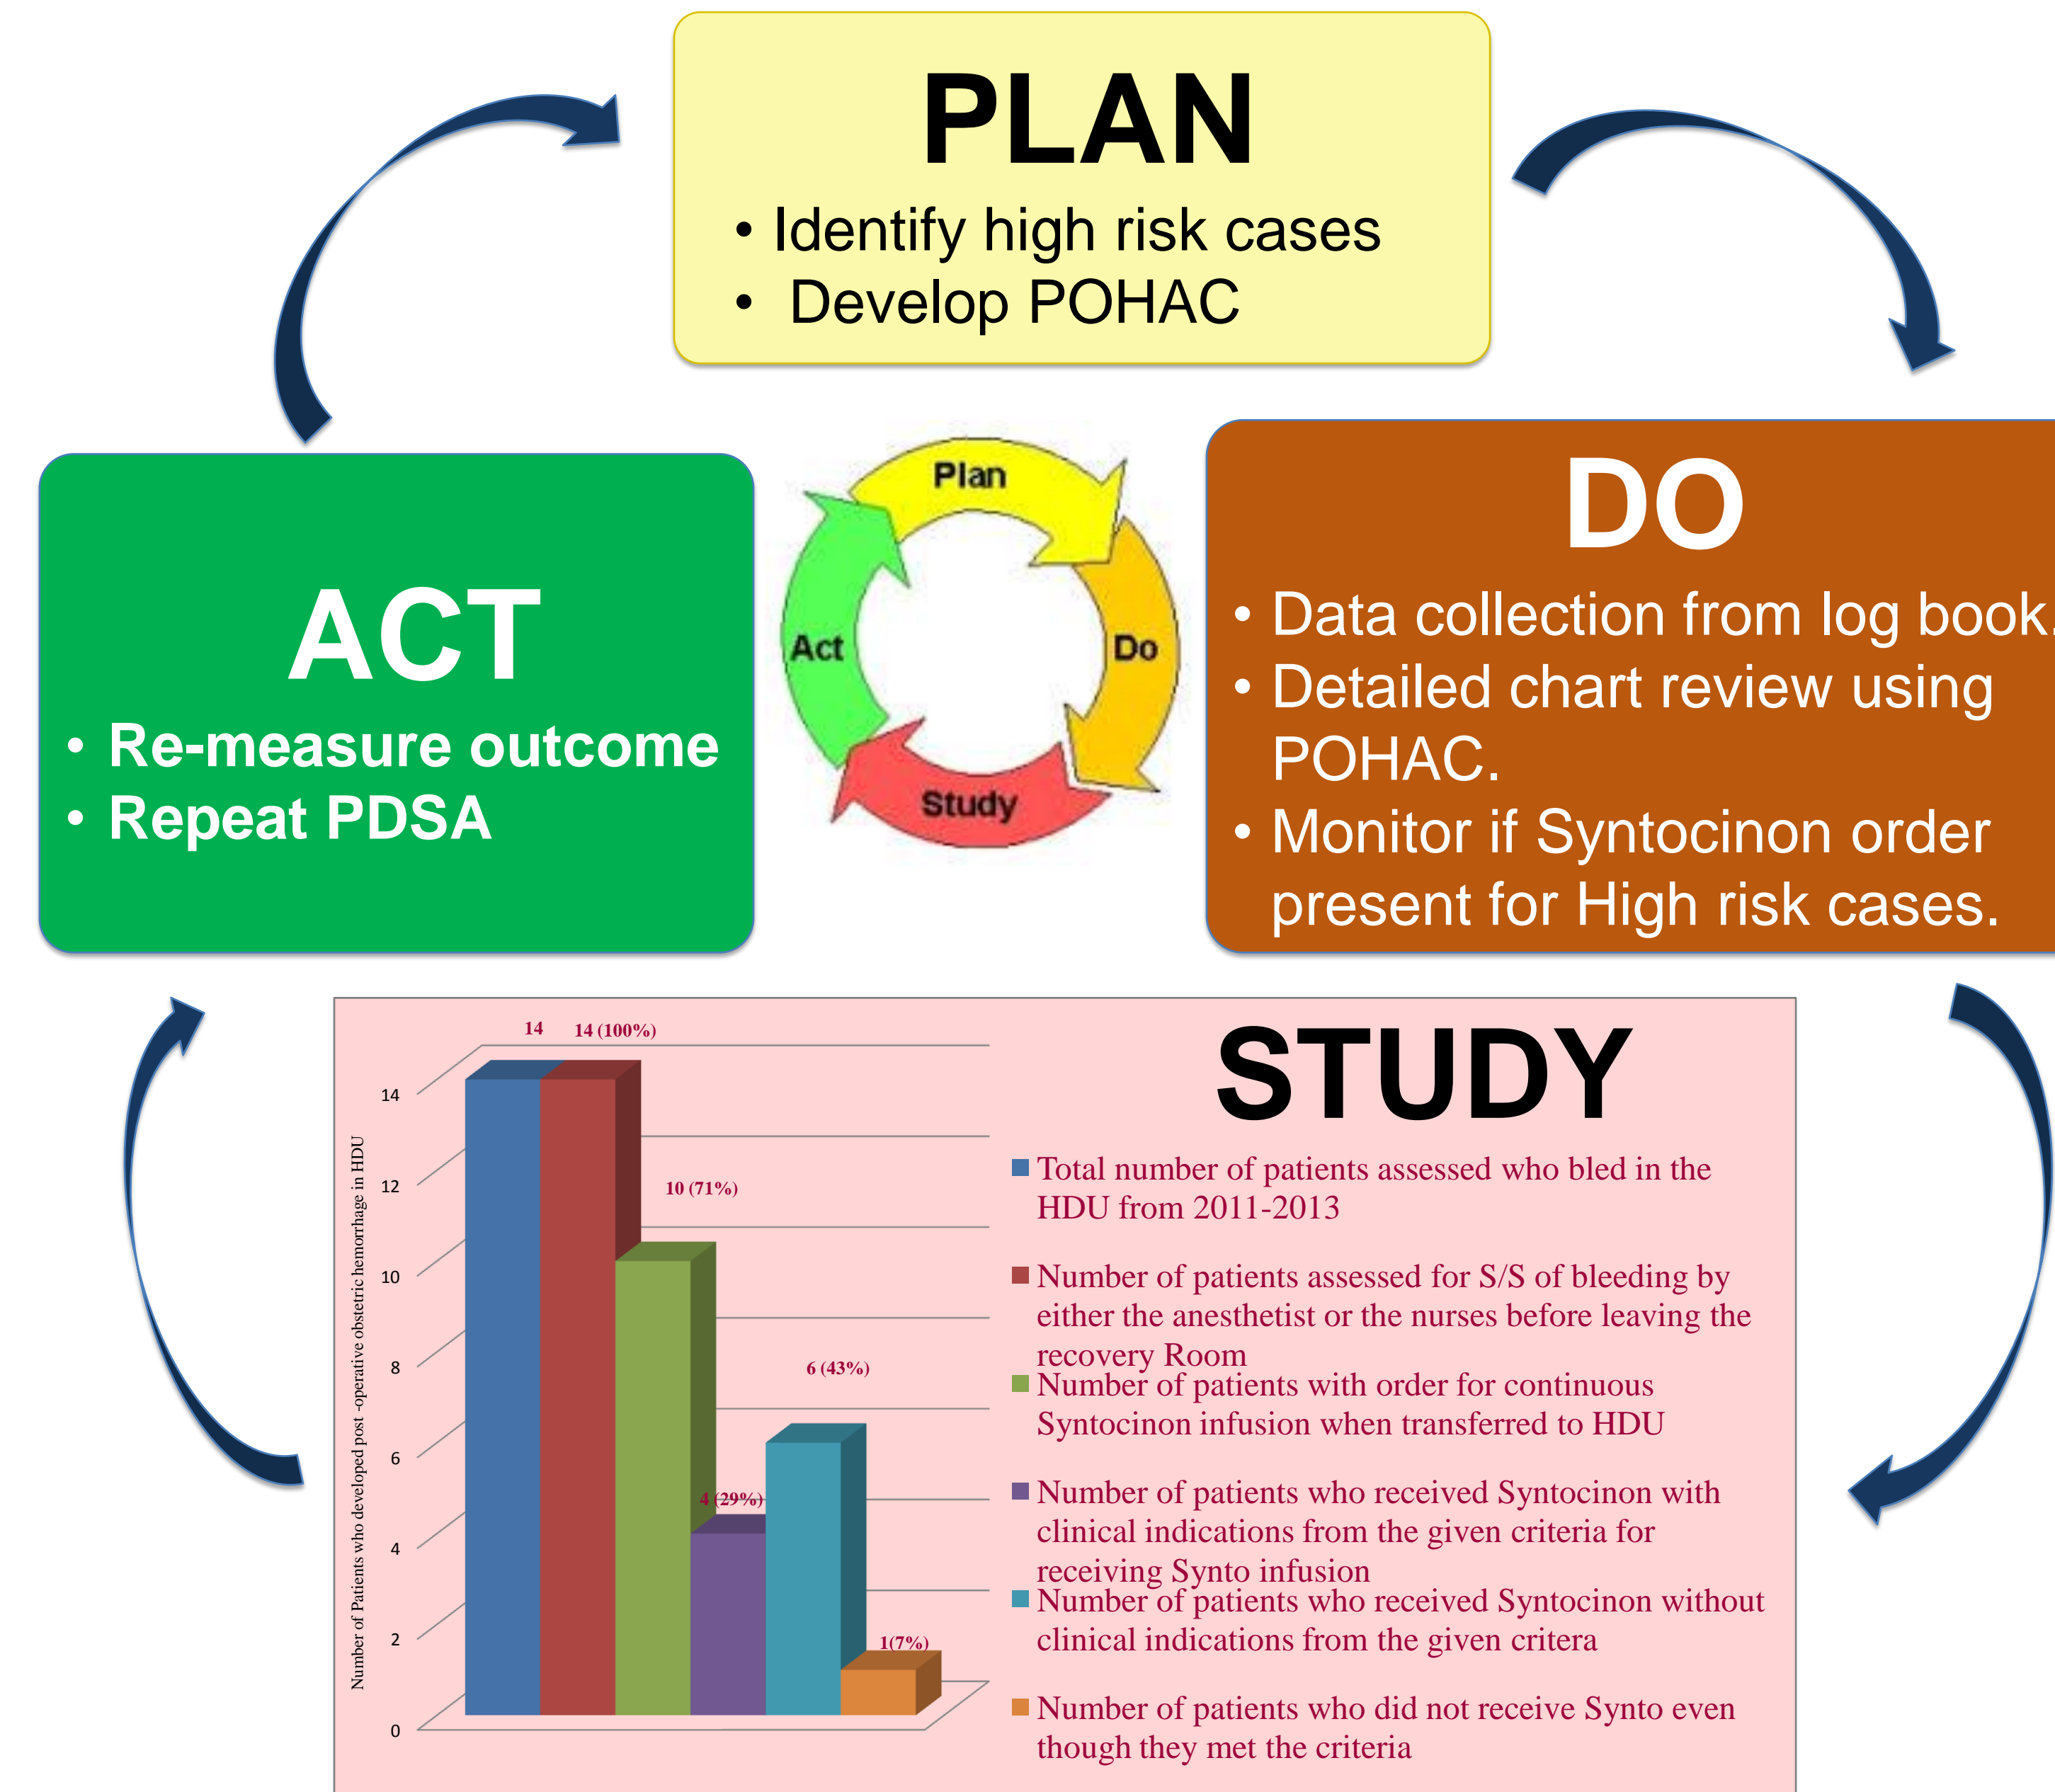 PLAN
• Identify high risk cases
• Develop POHAC
ACT
• Re-measure outcome
• Repeat PDSA
Plan
Do
Study
Act
DO
• Data collection from log book.
• Detailed chart review using
POHAC.
• Monitor if Syntocinon order
present for High risk cases.
STUDY
Number of Patients who developed post -operative obstetric hemorrhage in HDU
14
12
10
8
6
4
2
0
14
14 (100%)
10 (71%)
4 (29%)
6 (43%)
1(7%)
Total number of patients assessed who bled in the
HDU from 2011-2013
Number of patients assessed for S/S of bleeding by
either the anesthetist or the nurses before leaving the
recovery Room
Number of patients with order for continuous
Syntocinon infusion when transferred to HDU
Number of patients who received Syntocinon with
clinical indications from the given criteria for
receiving Synto infusion
Number of patients who received Syntocinon without
clinical indications from the given critera
Number of patients who did not receive Synto even
though they met the criteria